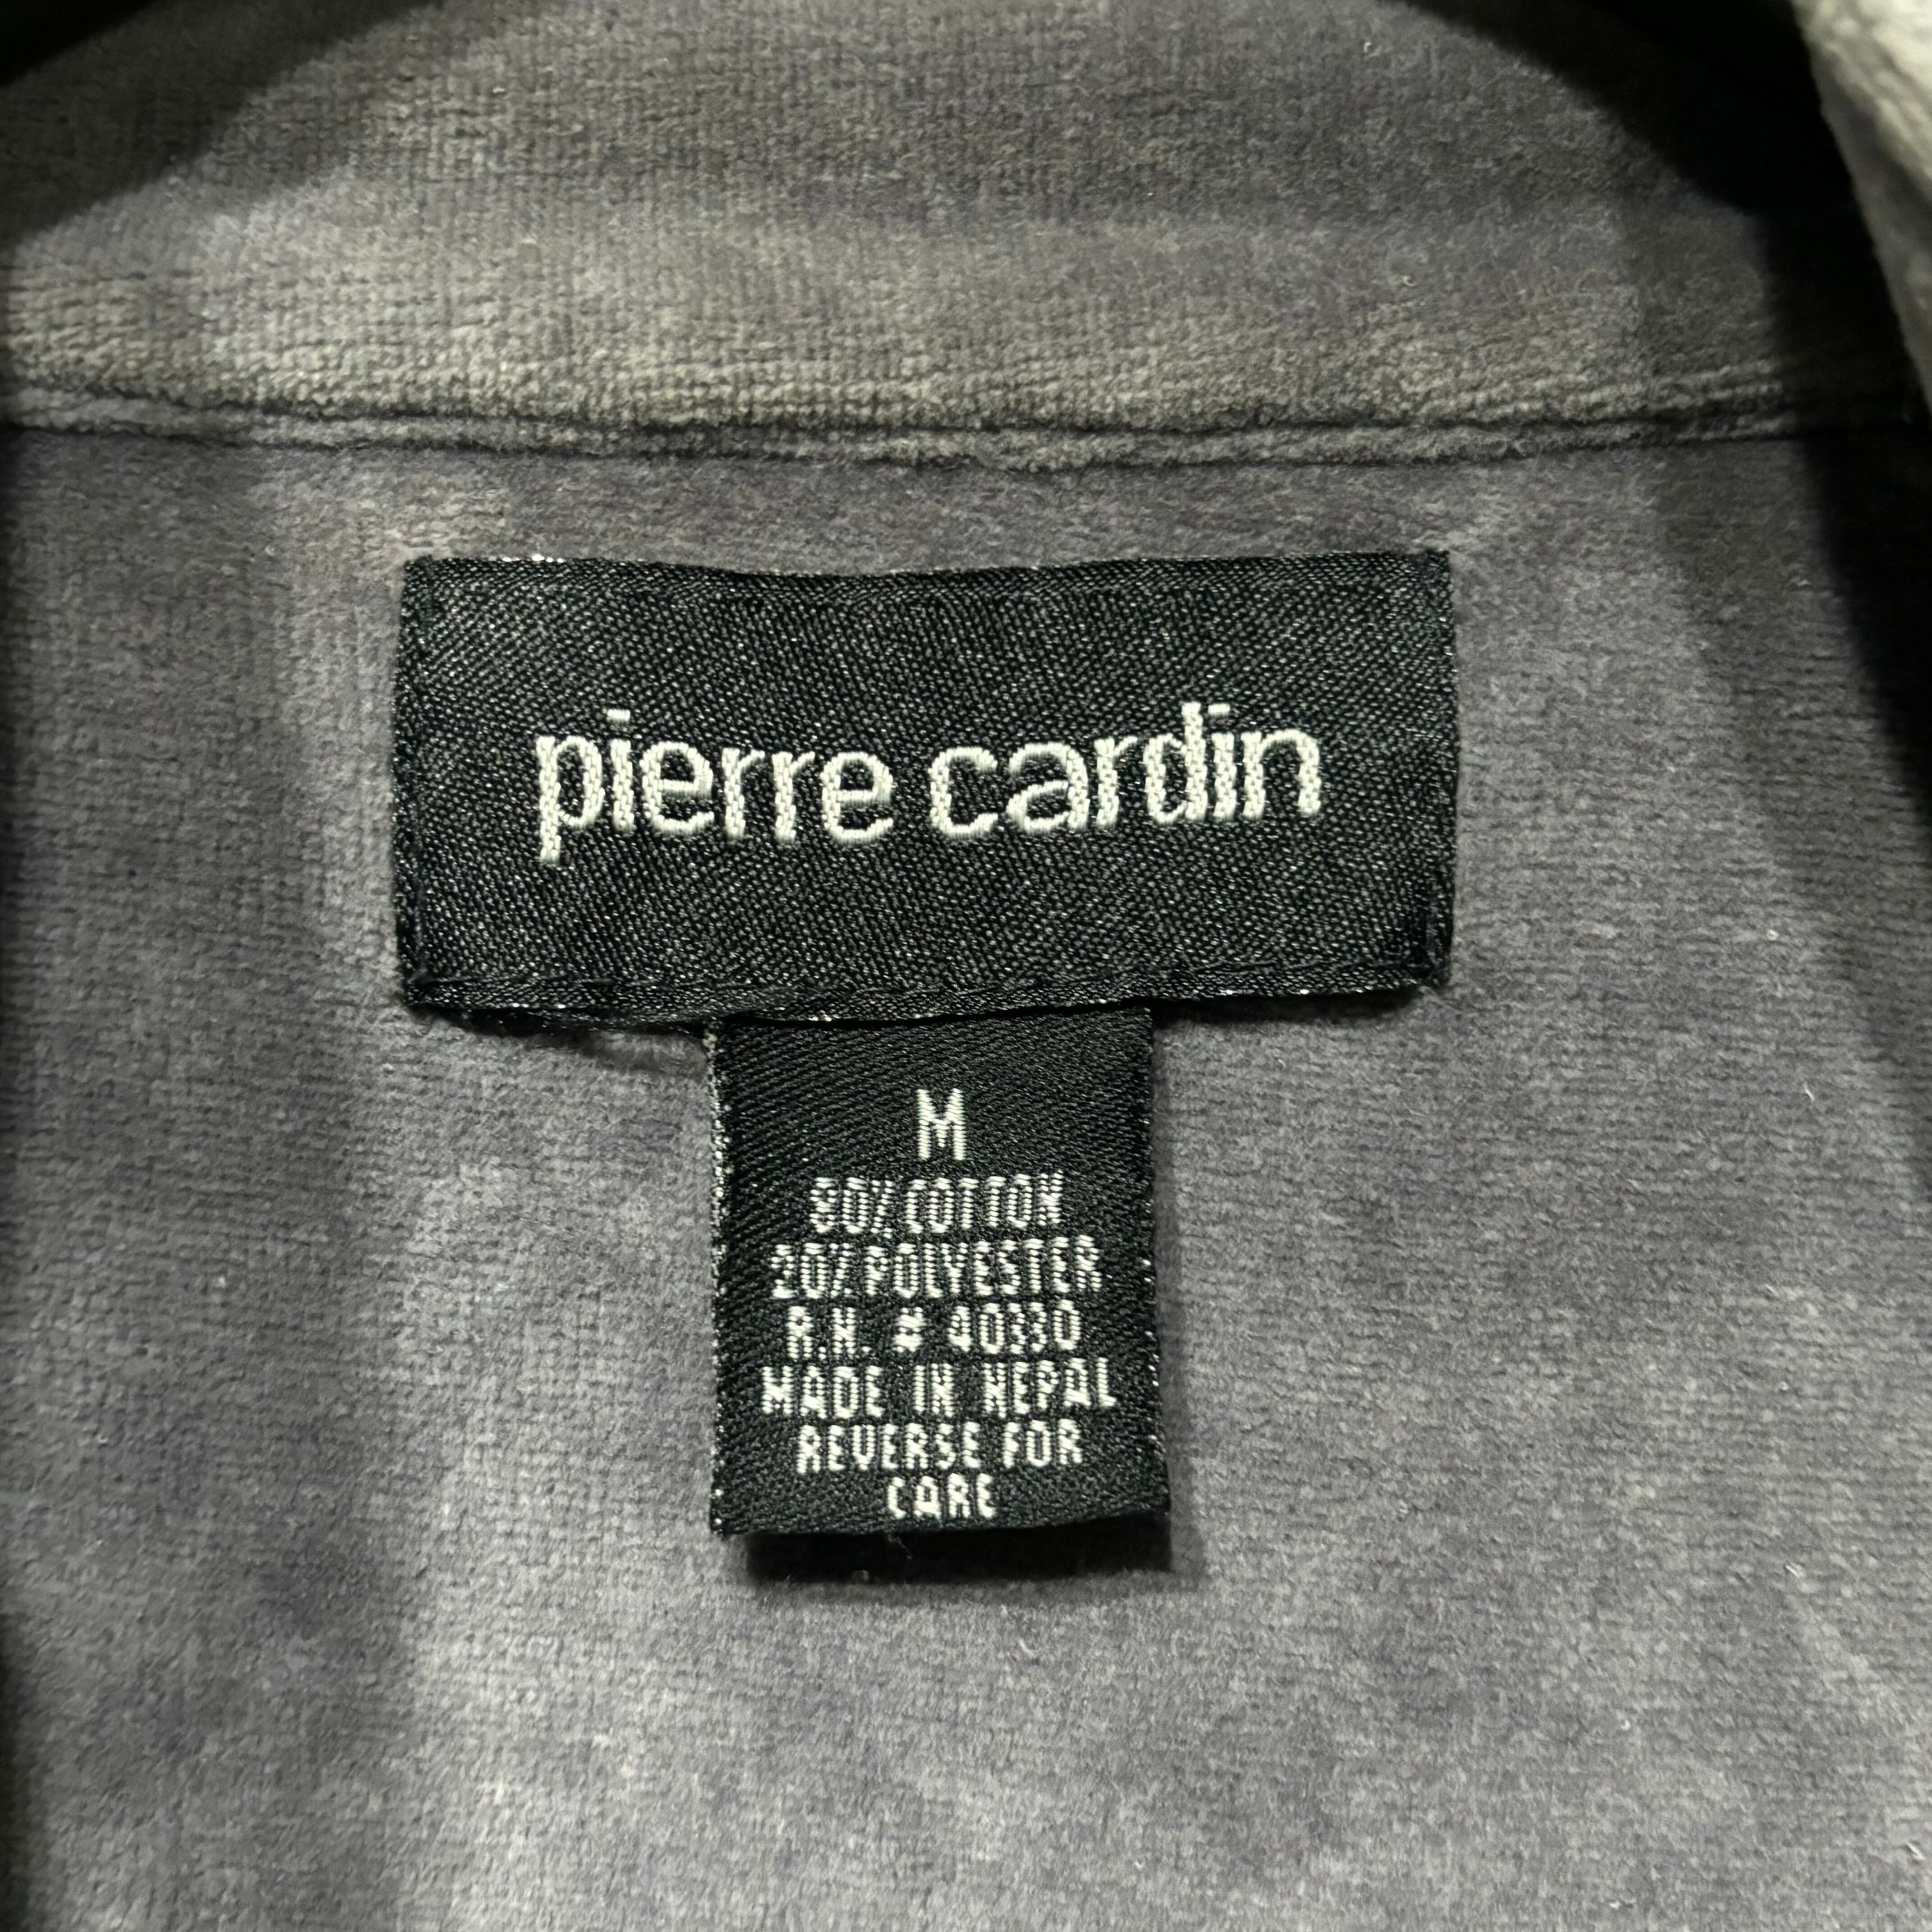 pierre cardin
M
80% COTTON
20% POLYESTER
R.N. # 40330
MADE IN NEPAL
REVERSE FOR
CARE